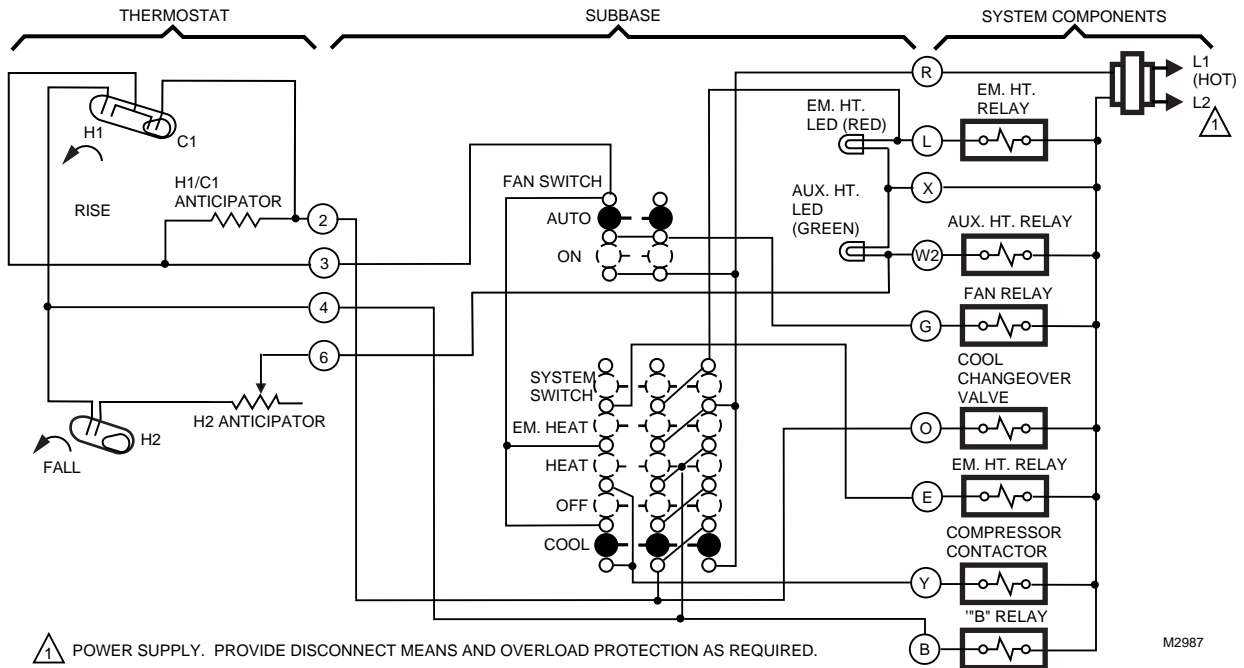 THERMOSTAT
SUBBASE
SYSTEM COMPONENTS
R
L1
(HOT)
L2
1
EM. HT.
LED (RED)
EM. HT.
RELAY
H1
C1
L
H1/C1
ANTICIPATOR
RISE
FAN SWITCH
AUTO
ON
AUX. HT.
LED
(GREEN)
X
AUX. HT. RELAY
W2
2
3
4
6
FAN RELAY
G
COOL
CHANGEOVER
VALVE
O
SYSTEM
SWITCH
EM. HEAT
HEAT
OFF
COOL
H2 ANTICIPATOR
H2
FALL
EM. HT. RELAY
E
COMPRESSOR
CONTACTOR
Y
'"B" RELAY
B
1 POWER SUPPLY. PROVIDE DISCONNECT MEANS AND OVERLOAD PROTECTION AS REQUIRED.
M2987